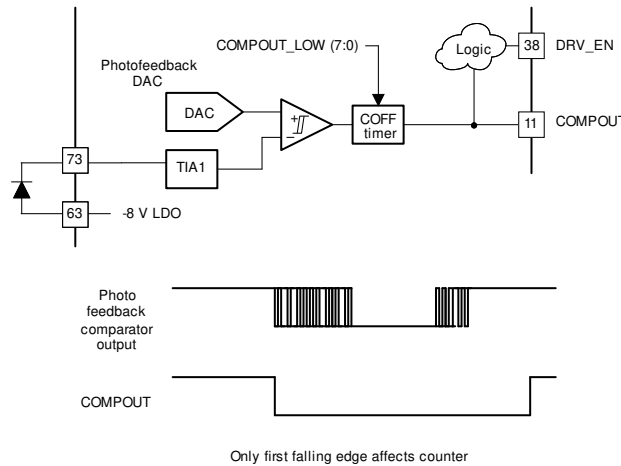 COMPOUT_LOW (7:0)
Logic
38
DRV_EN
Photofeedback
DAC
DAC
+
−
COFF
timer
11
COMPOUT
73
TIA1
63
-8 V LDO
Photo
feedback
comparator
output
COMPOUT
Only first falling edge affects counter